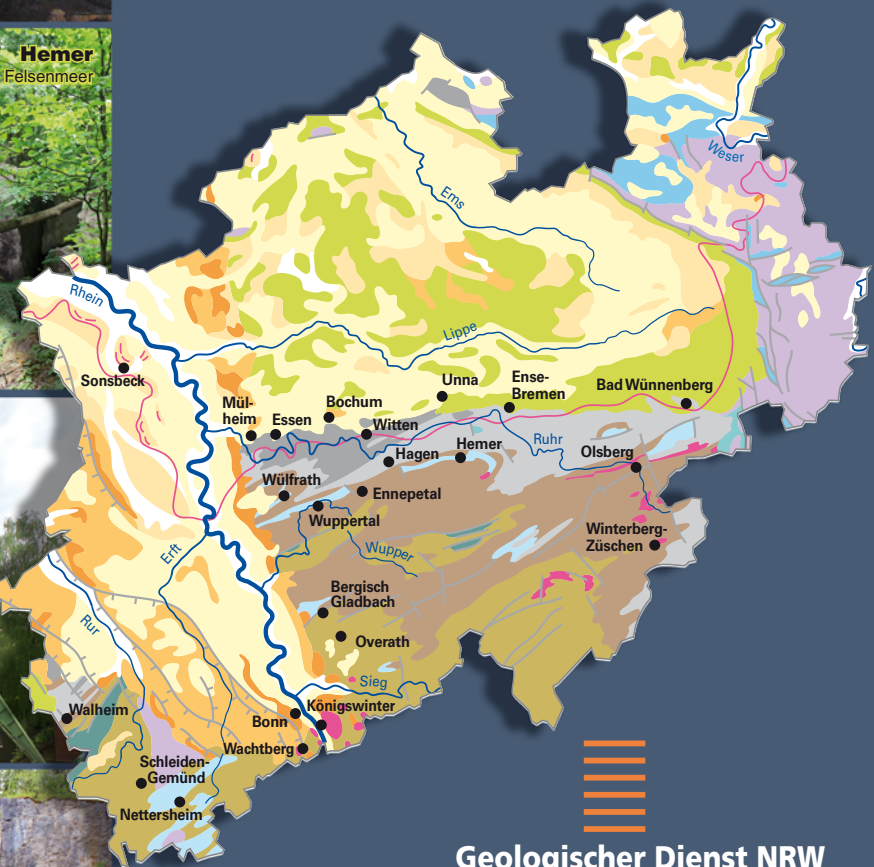 Hemer
Felsenmeer
Weser
Ems
Rhein
Lippe
Sonsbeck
Mül-
heim
Essen
Bochum
Witten
Unna
Ense-
Bremen
Bad Wünnenberg
Hagen
Hemer
Ruhr
Olsberg
Wülfrath
Ennepetal
Wuppertal
Wupper
Winterberg-
Züschen
Erft
Rur
Bergisch
Gladbach
Overath
Sieg
Königswinter
Bonn
Wachtberg
Walheim
Schleiden-
Gemünd
Nettersheim
Geologischer Dienst NRW